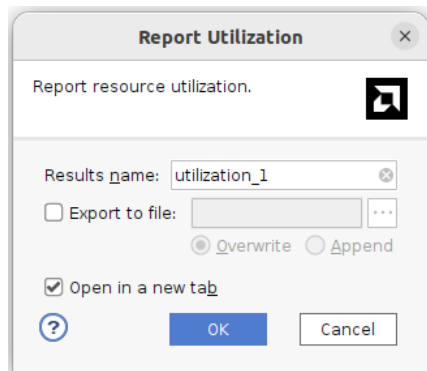 Report Utilization
Report resource utilization.
Results name: utilization_1
Export to file: ...
Overwrite Append
Open in a new tab
? OK Cancel